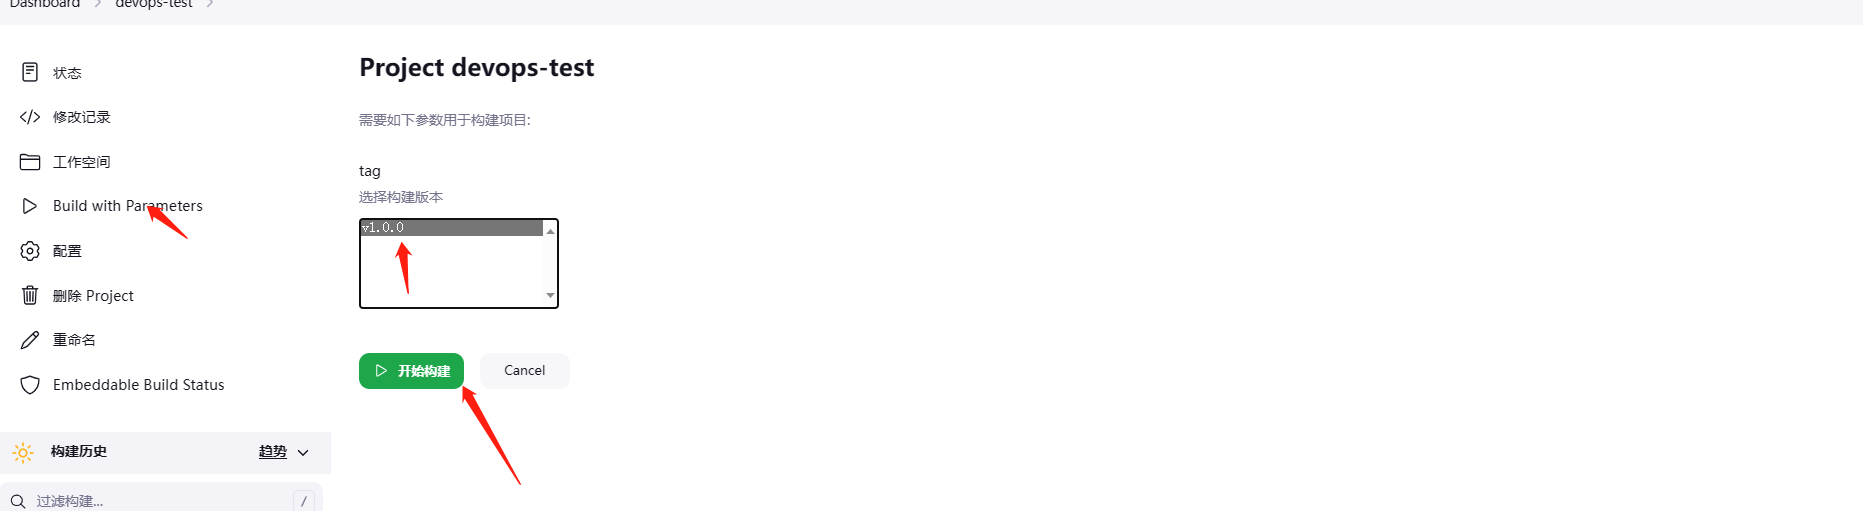 Dashboard > devops-test >
状态
修改记录
工作空间
Build with Parameters
配置
删除 Project
重命名
Embeddable Build Status
构建历史 趋势
过滤构建... /
Project devops-test
需要如下参数用于构建项目:
tag
选择构建版本
v1.0.0
开始构建 Cancel